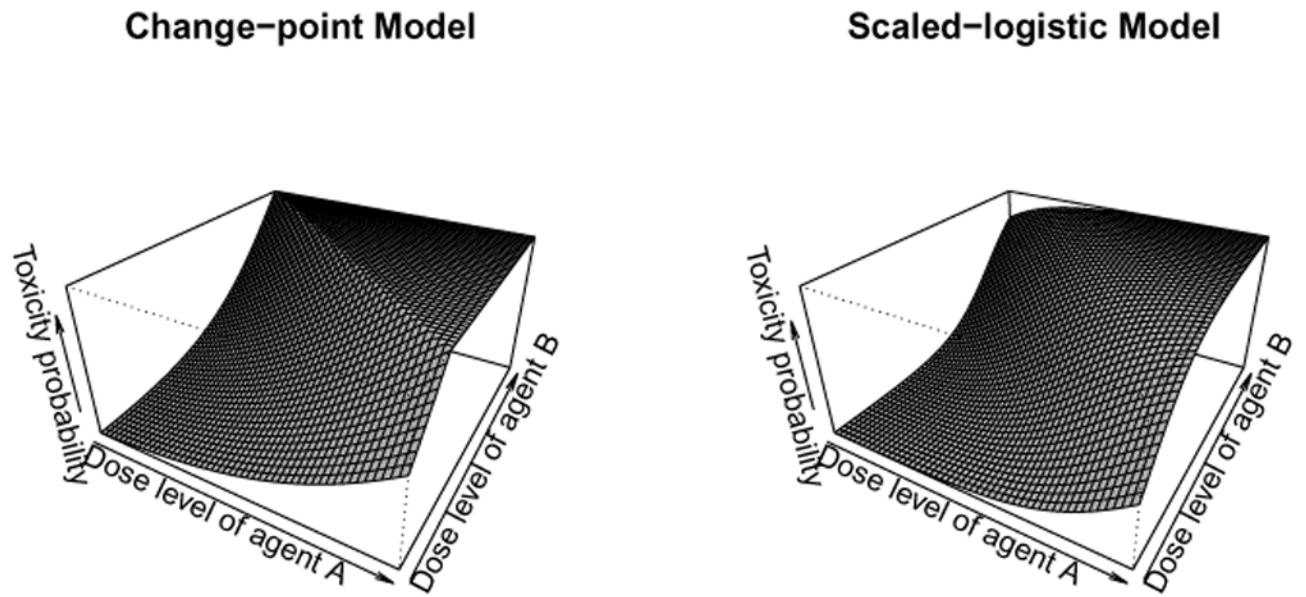 Change−point Model
Scaled−logistic Model
Toxicity probability
Dose level of agent A
Dose level of agent B
Toxicity probability
Dose level of agent A
Dose level of agent B